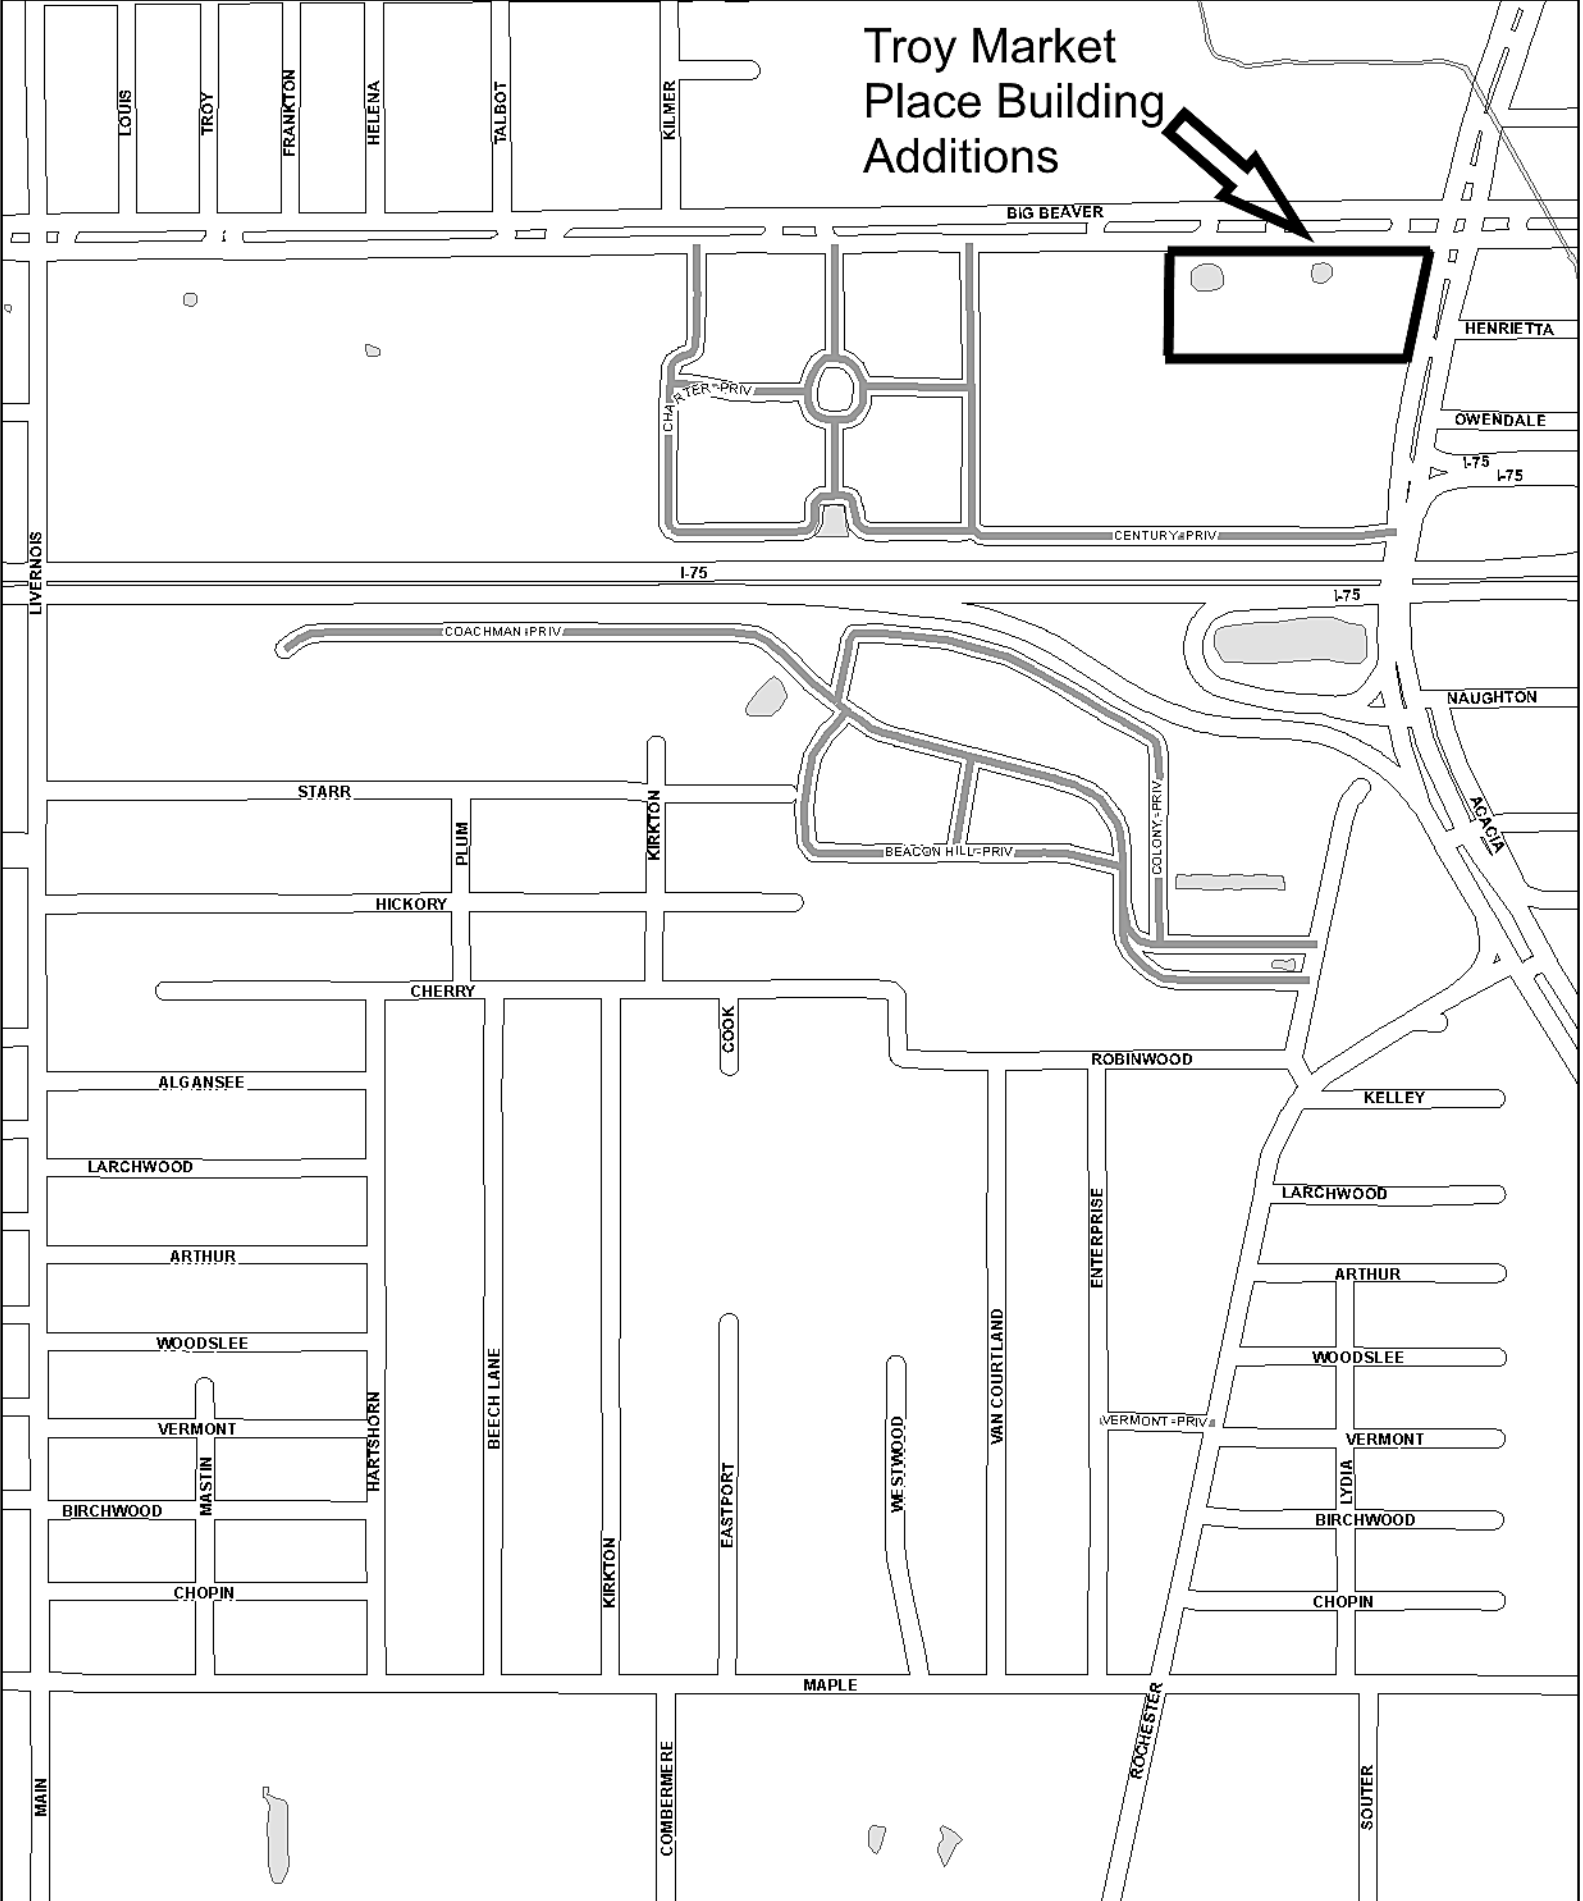 Troy Market
Place Building
Additions
LOUIS
TROY
FRANKTON
HELENA
TALBOT
KILMER
BIG BEAVER
HENRIETTA
CHARTER-PRIV
OWENDALE
I-75
I-75
CENTURY-PRIV
LIVERNOIS
I-75
I-75
COACHMAN-PRIV
NAUGHTON
STARR
PLUM
KIRKTON
COLONY-PRIV
ACACIA
BEACON HILL-PRIV
HICKORY
CHERRY
COOK
ROBINWOOD
ALGANSEE
KELLEY
LARCHWOOD
LARCHWOOD
ENTERPRISE
ARTHUR
ARTHUR
WOODSLEE
WOODSLEE
BEECH LANE
VAN COURTLAND
HARTSHORN
VERMONT
WESTWOOD
VERMONT-PRIV
VERMONT
MASTIN
LYDIA
EASTPORT
BIRCHWOOD
BIRCHWOOD
KIRKTON
CHOPIN
CHOPIN
MAPLE
ROCHESTER
MAIN
COMBERMERE
SOUTER